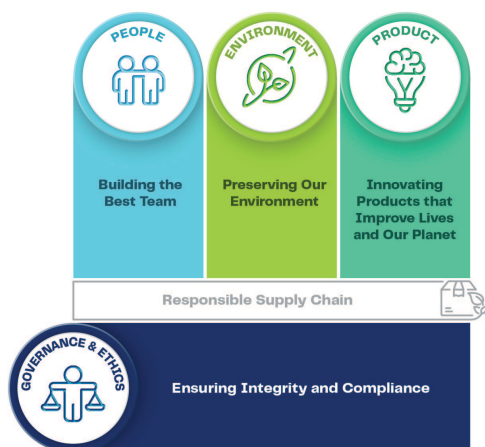 PEOPLE
ENVIRONMENT
PRODUCT
Building the
Best Team
Preserving Our
Environment
Innovating
Products that
Improve Lives
and Our Planet
Responsible Supply Chain
GOVERNANCE & ETHICS
Ensuring Integrity and Compliance